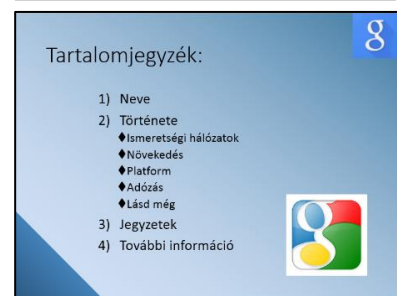 g
Tartalomjegyzék:
1) Neve
2) Története
♦Ismeretségi hálózatok
♦Növekedés
♦Platform
♦Adózás
♦Lásd még
3) Jegyzetek
4) További információ
g